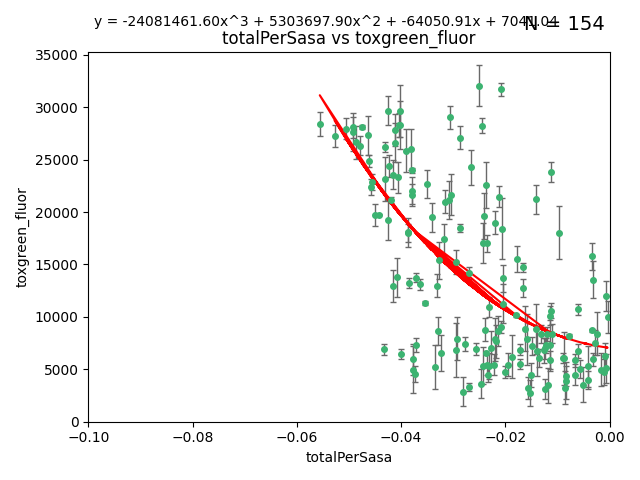 y = -24081461.60x^3 + 5303697.90x^2 + -64050.91x +
N = 154
totalPerSasa vs toxgreen_fluor
35000
30000
25000
20000
15000
10000
5000
0
toxgreen_fluor
−0.10 −0.08 −0.06 −0.04 −0.02 0.00
totalPerSasa